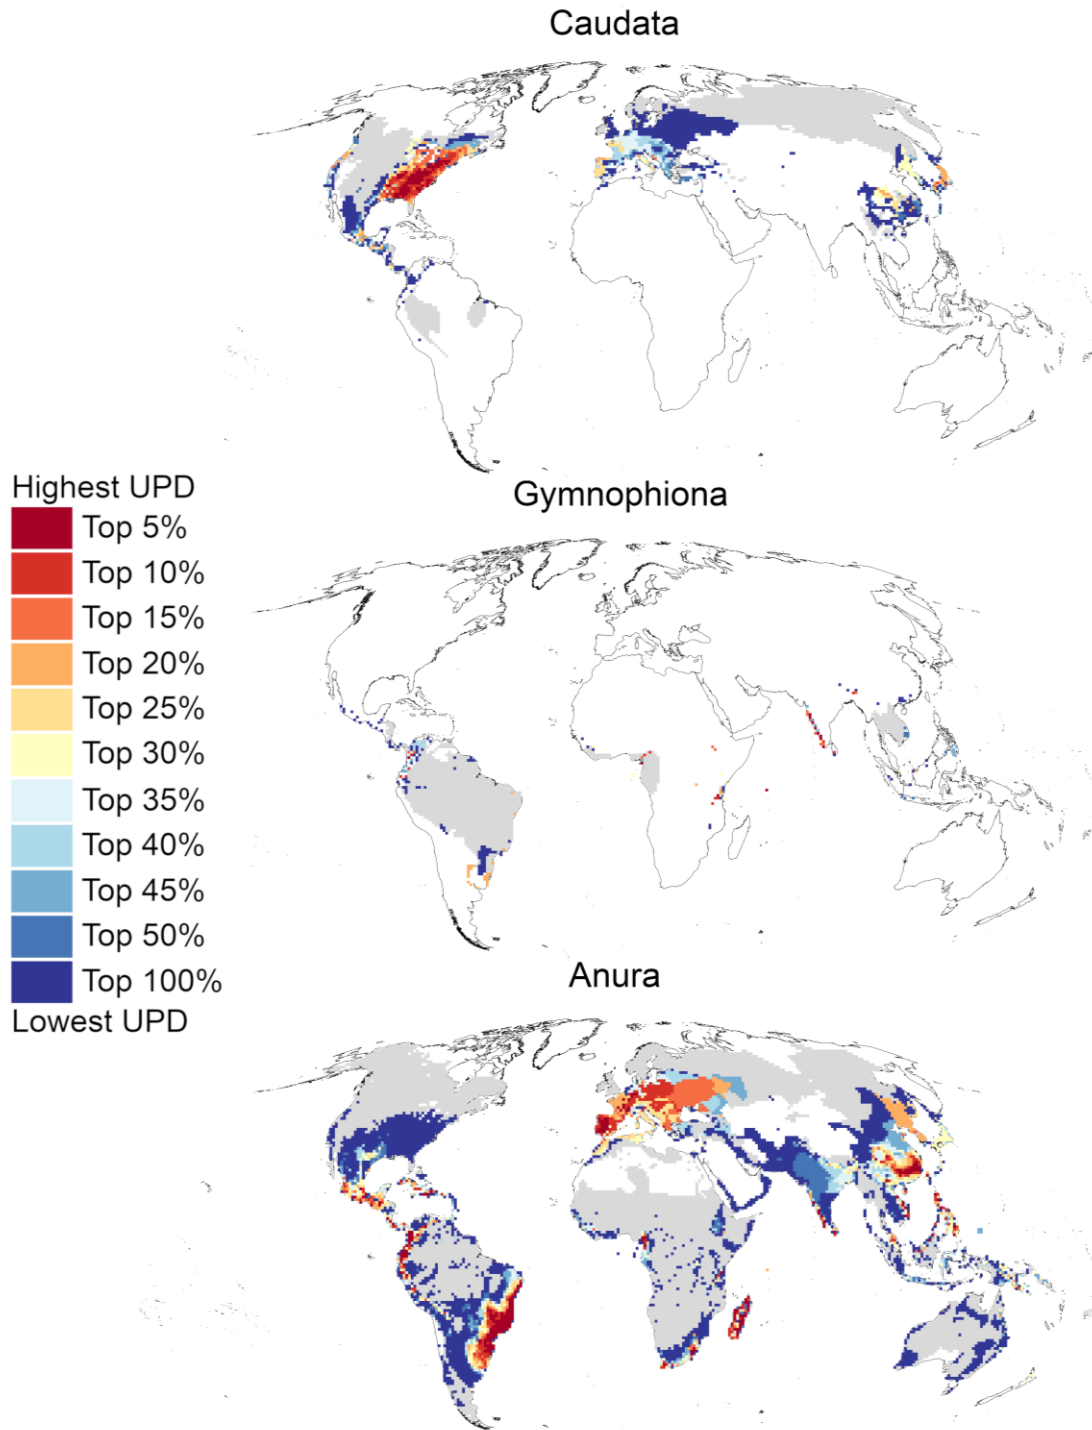 Caudata
Gymnophiona
Highest UPD
Top 5%
Top 10%
Top 15%
Top 20%
Top 25%
Top 30%
Top 35%
Top 40%
Top 45%
Top 50%
Top 100%
Lowest UPD
Anura